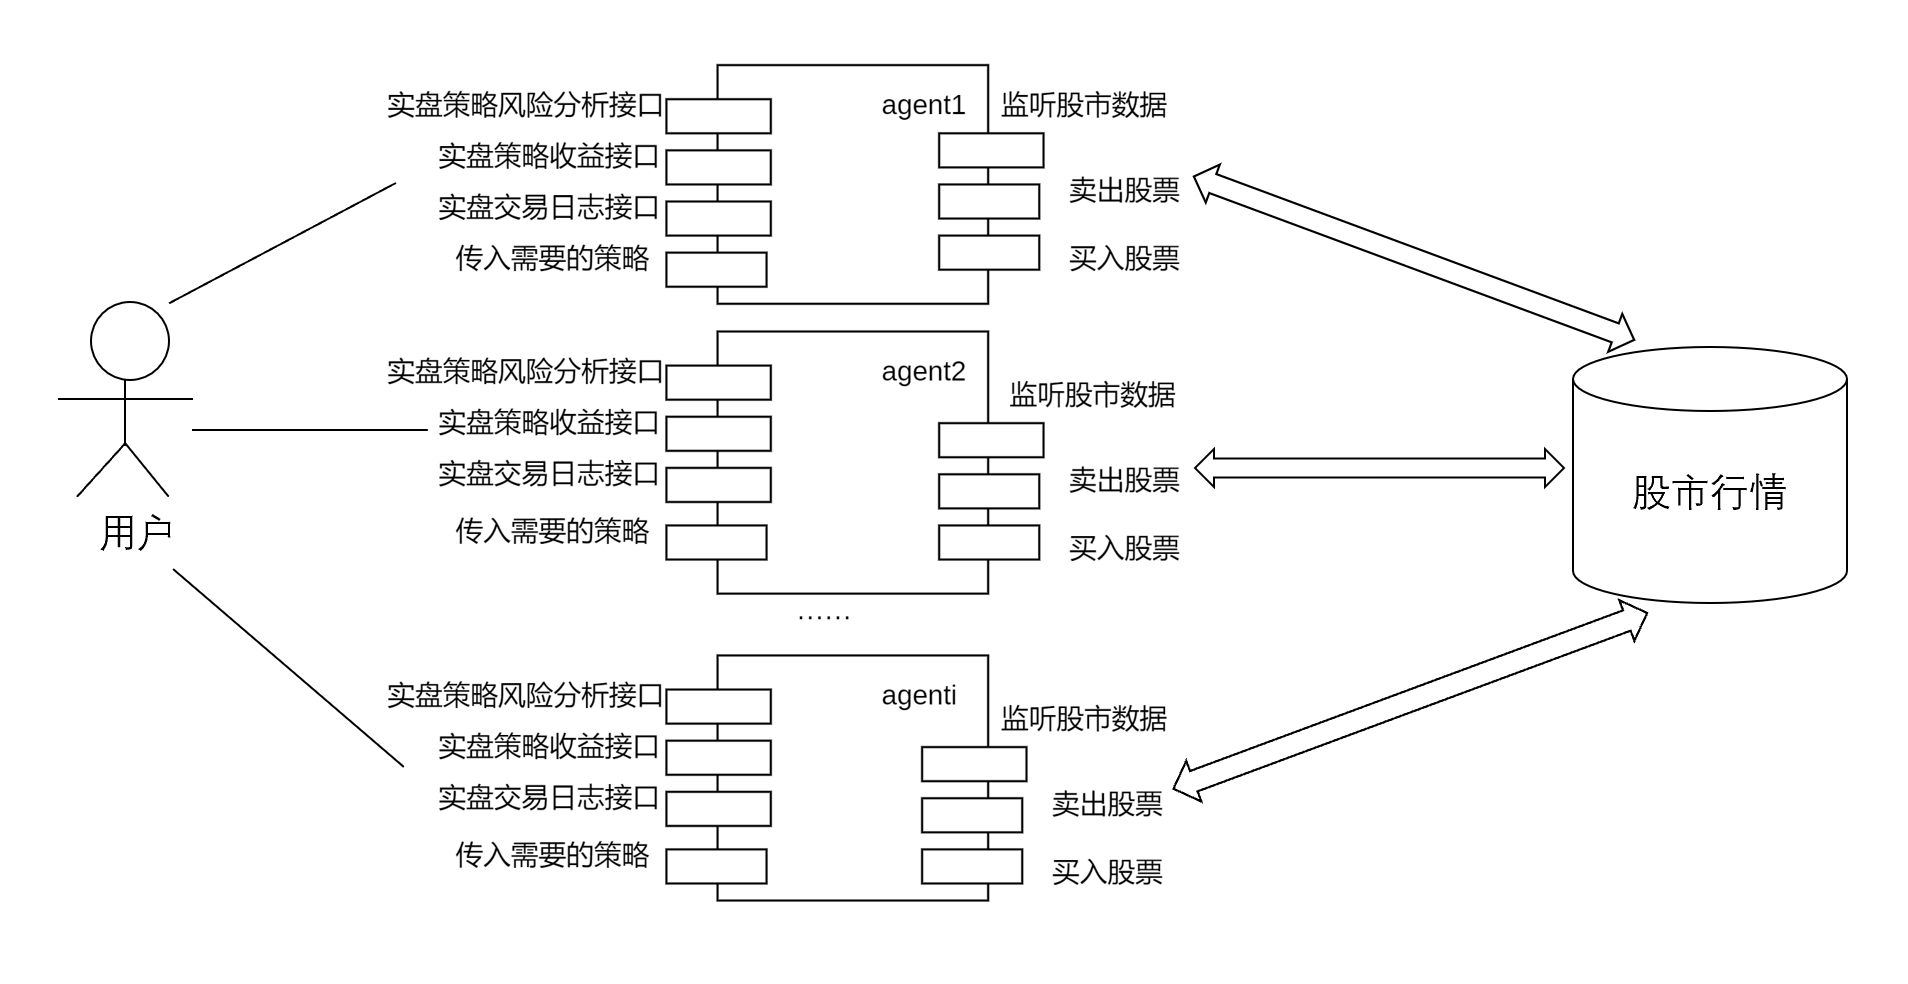 实盘策略风险分析接口
实盘策略收益接口
实盘交易日志接口
传入需要的策略
agent1
监听股市数据
卖出股票
买入股票
实盘策略风险分析接口
实盘策略收益接口
实盘交易日志接口
传入需要的策略
agent2
监听股市数据
卖出股票
买入股票
······
实盘策略风险分析接口
实盘策略收益接口
实盘交易日志接口
传入需要的策略
agenti
监听股市数据
卖出股票
买入股票
用户
股市行情